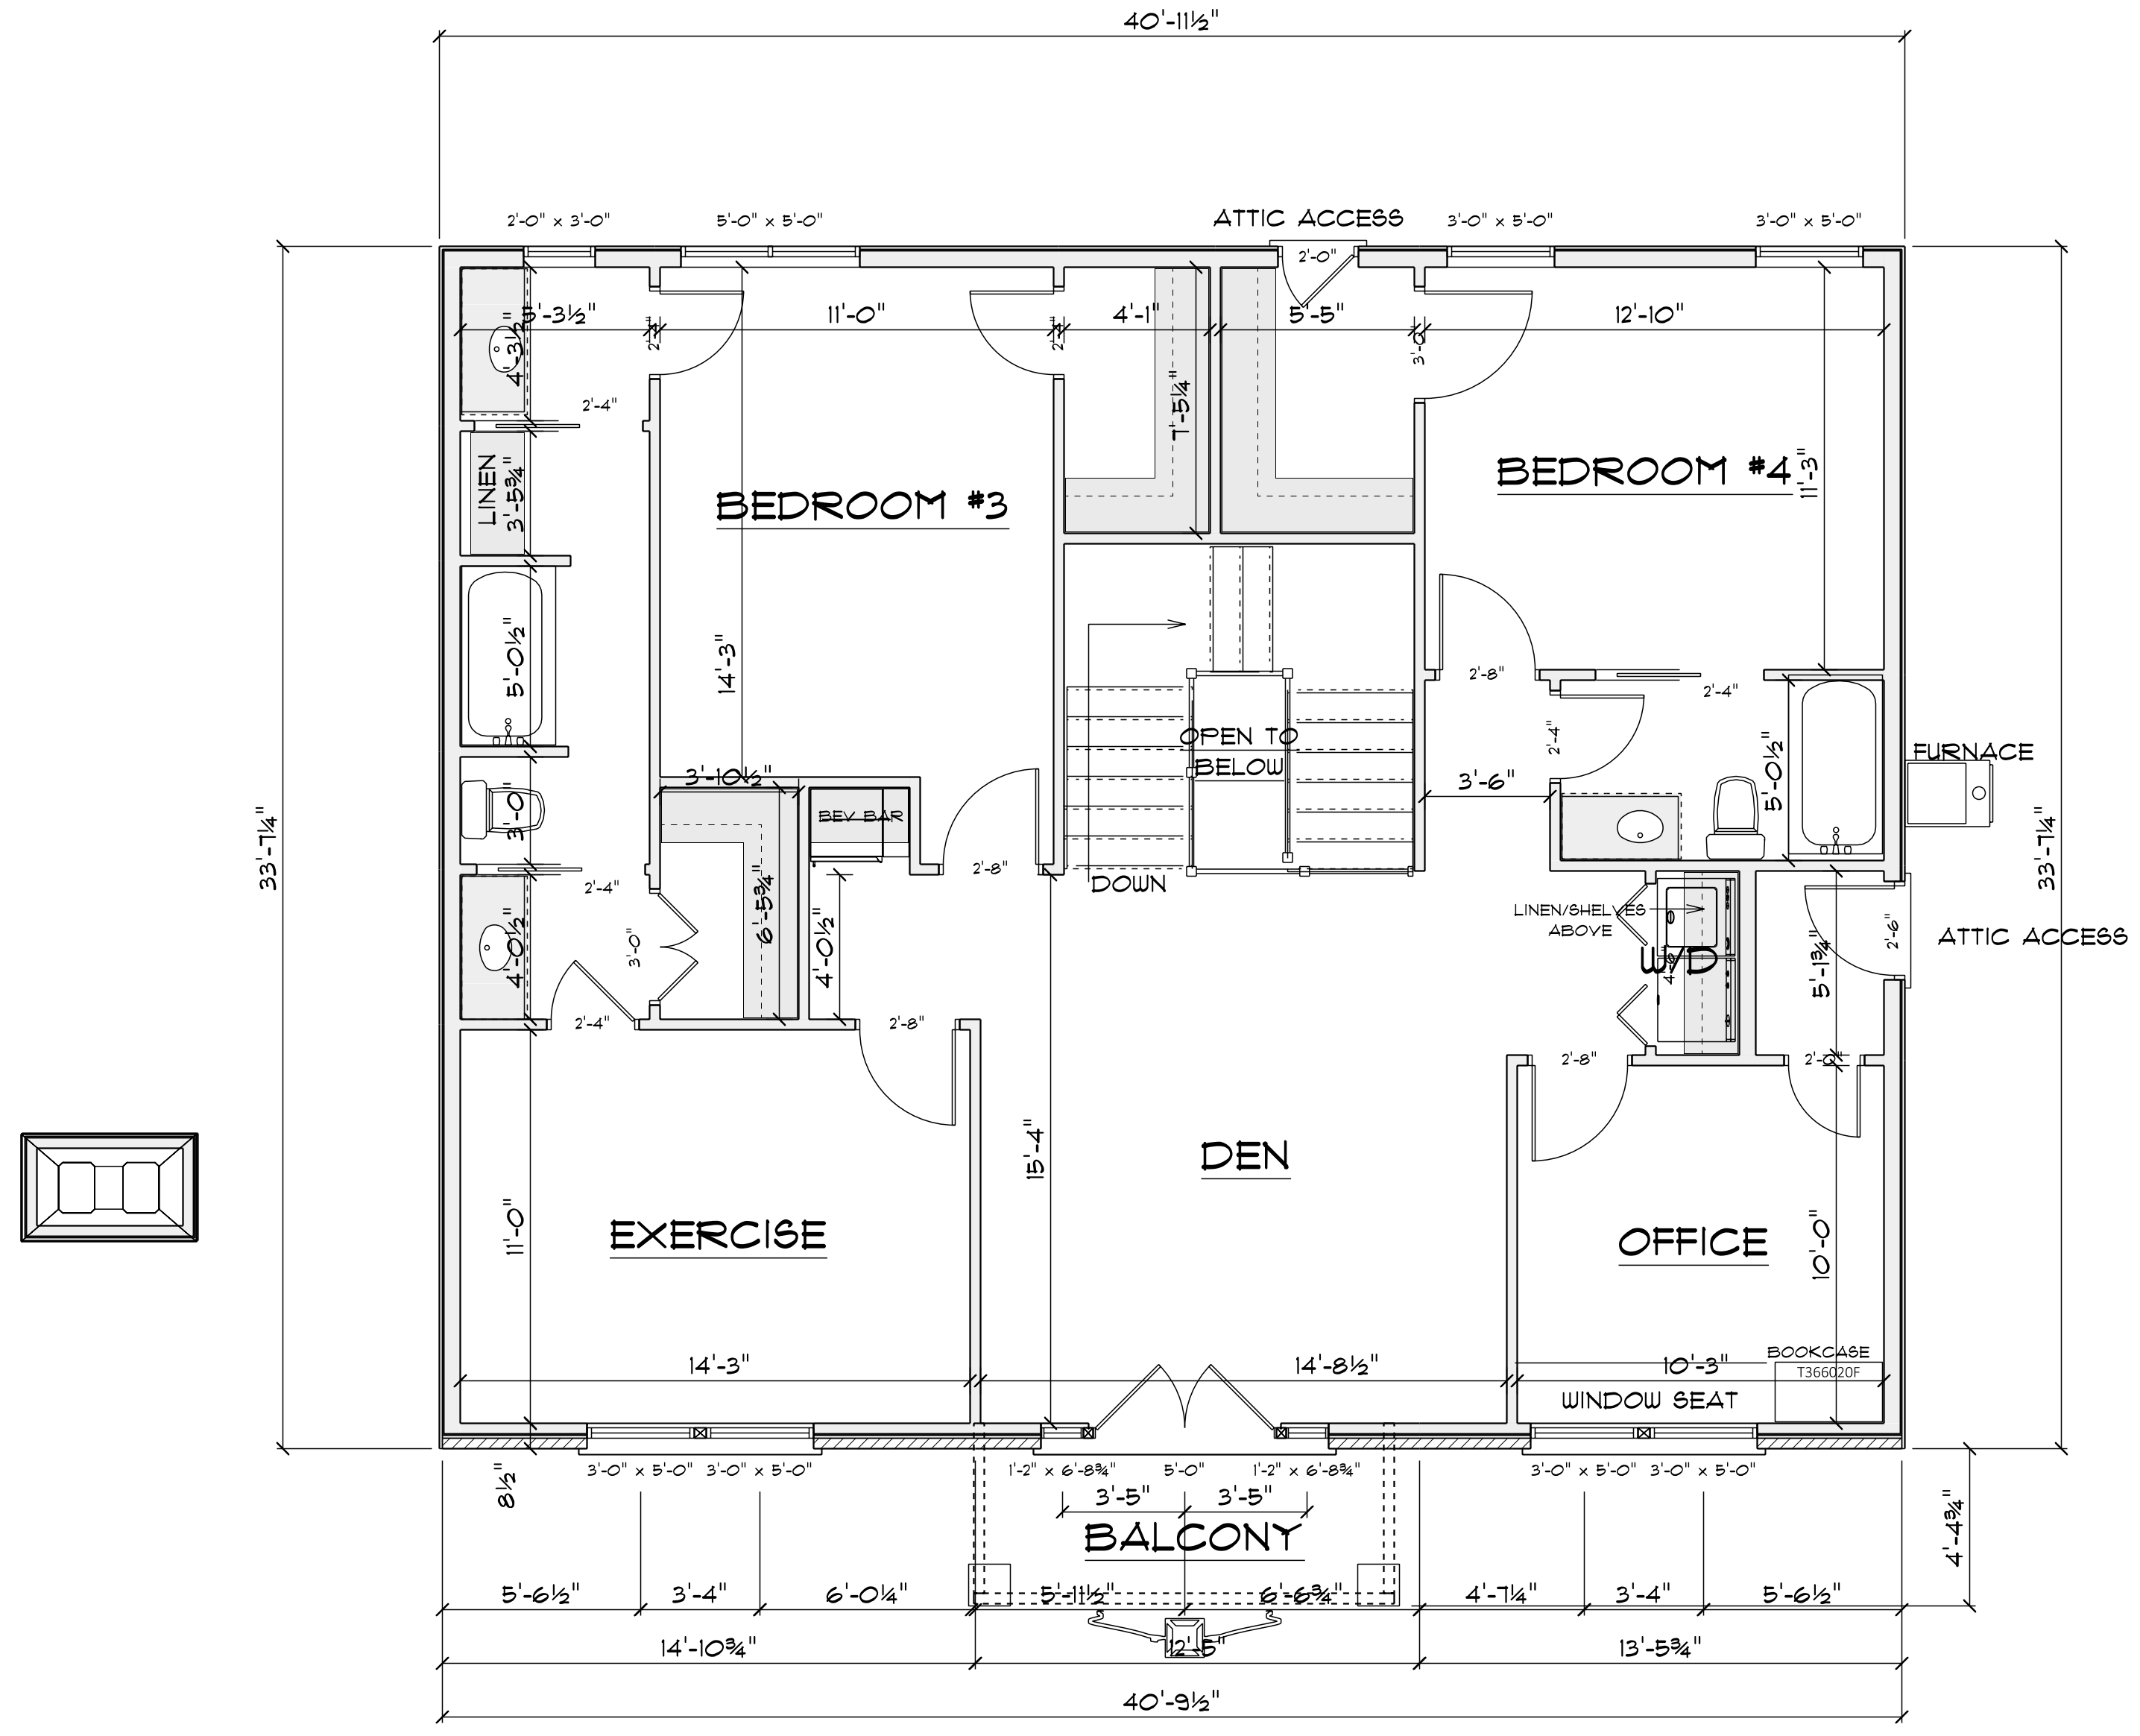 40'-11½"
2'-0" x 3'-0"
5'-0" x 5'-0"
ATTIC ACCESS
3'-0" x 5'-0"
3'-0" x 5'-0"
2'-0"
5'-3½"
11'-0"
4'-1"
5'-5"
12'-10"
4'-3½"
3'-0"
2'-4"
7'-5¼"
LINEN
3'-5¾"
BEDROOM #3
BEDROOM #4
11'-3"
5'-0½"
14'-3"
2'-8"
2'-4"
OPEN TO
BELOW
2'-4"
5'-0½"
FURNACE
3'-10½"
3'-6"
3'-0"
BEV BAR
33'-7¼"
33'-7¼"
2'-8"
DOWN
2'-4"
6'-5¾"
LINEN/SHELVES
ABOVE
4'-0½"
3'-0"
4'-0½"
W/D
5'-1¾"
2'-6"
ATTIC ACCESS
2'-4"
2'-8"
2'-8"
2'-0"
15'-4"
DEN
11'-0"
EXERCISE
OFFICE
10'-0"
14'-3"
14'-8½"
10'-3"
BOOKCASE
T366020F
WINDOW SEAT
8½"
3'-0" x 5'-0"
3'-0" x 5'-0"
1'-2" x 6'-8¾"
5'-0"
1'-2" x 6'-8¾"
3'-0" x 5'-0"
3'-0" x 5'-0"
3'-5"
3'-5"
4'-4¾"
BALCONY
5'-6½"
3'-4"
6'-0¼"
5'-11½"
6'-6¾"
4'-7¼"
3'-4"
5'-6½"
14'-10¾"
12'-5"
13'-5¾"
40'-9½"